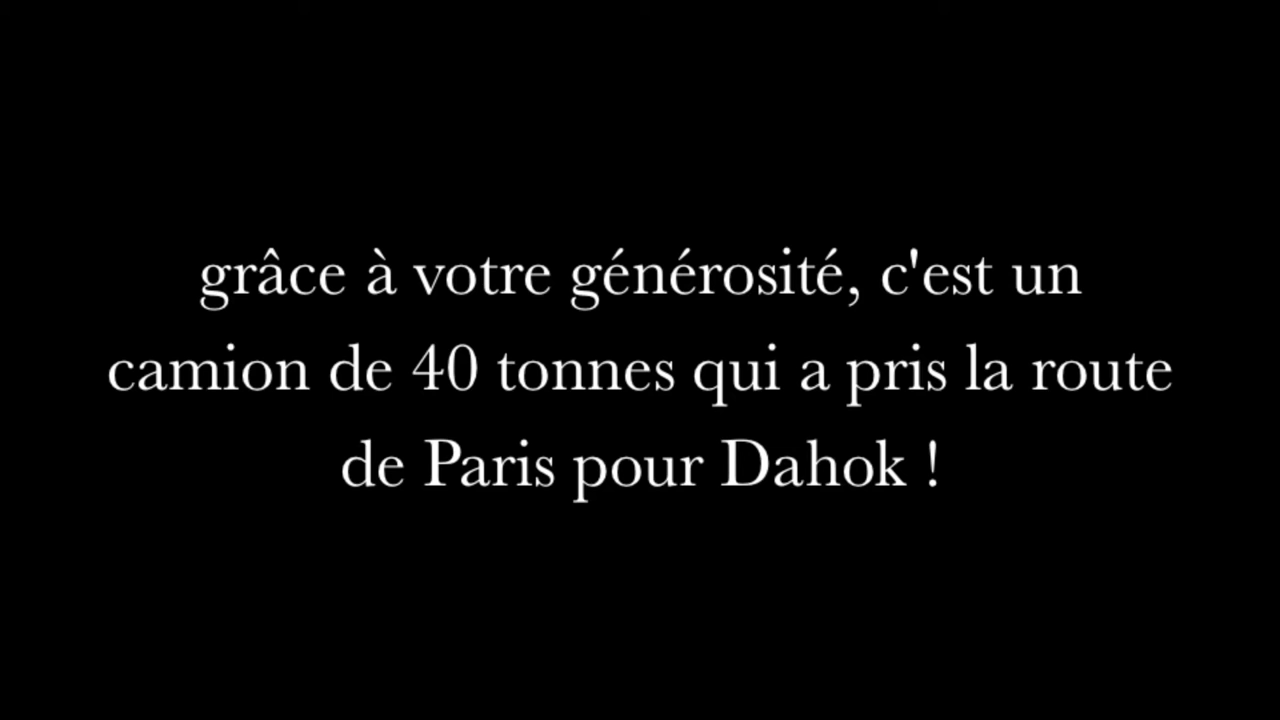 grâce à votre générosité, c'est un
camion de 40 tonnes qui a pris la route
de Paris pour Dahok !